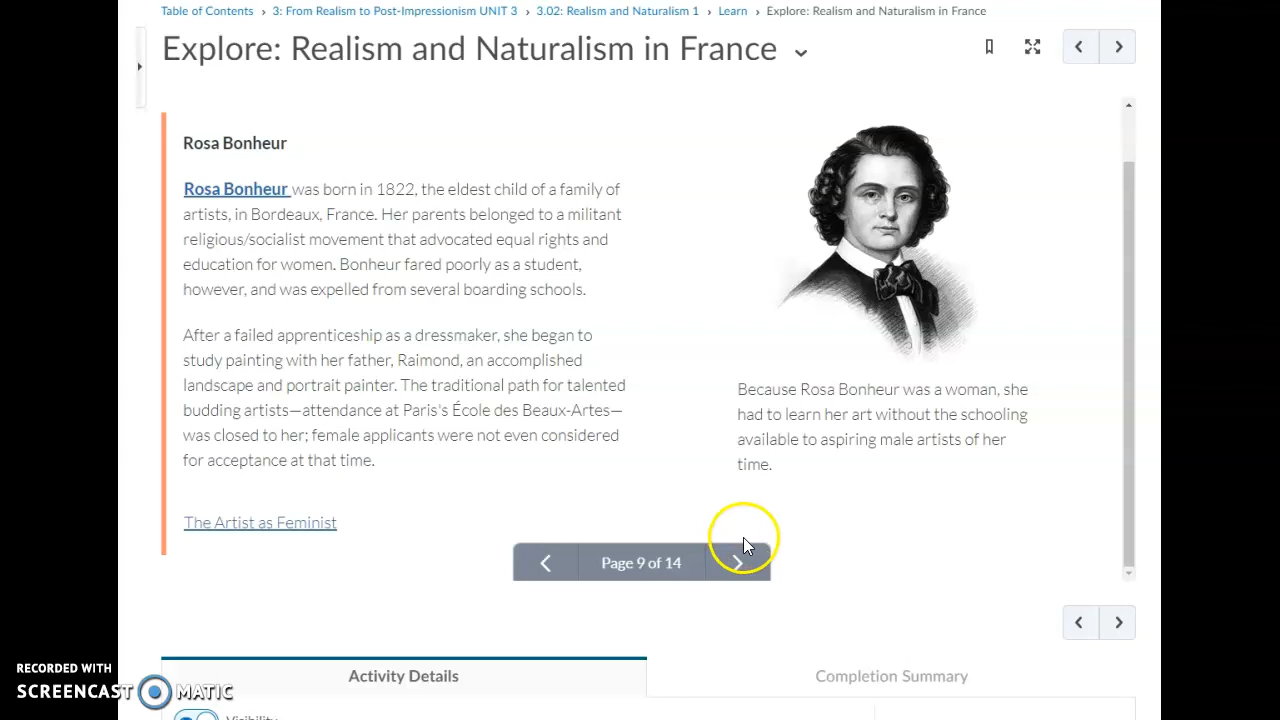 Table of Contents › 3: From Realism to Post-Impressionism UNIT 3 › 3.02: Realism and Naturalism 1 › Learn › Explore: Realism and Naturalism in France
Explore: Realism and Naturalism in France
Rosa Bonheur
Rosa Bonheur was born in 1822, the eldest child of a family of
artists, in Bordeaux, France. Her parents belonged to a militant
religious/socialist movement that advocated equal rights and
education for women. Bonheur fared poorly as a student,
however, and was expelled from several boarding schools.
After a failed apprenticeship as a dressmaker, she began to
study painting with her father, Raimond, an accomplished
landscape and portrait painter. The traditional path for talented
budding artists—attendance at Paris's École des Beaux-Artes—
was closed to her; female applicants were not even considered
for acceptance at that time.
The Artist as Feminist
Because Rosa Bonheur was a woman, she
had to learn her art without the schooling
available to aspiring male artists of her
time.
Page 9 of 14
Activity Details
Completion Summary
Visibility
RECORDED WITH
SCREENCAST MATIC